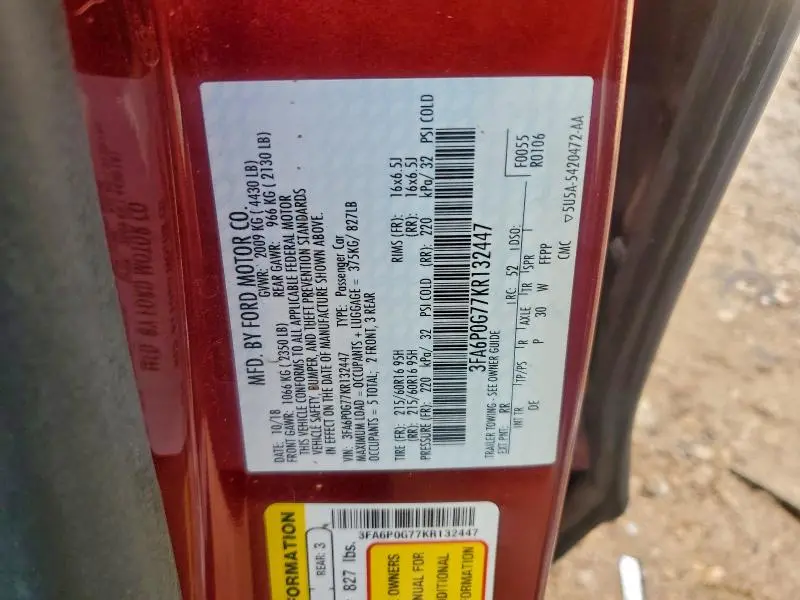 MFD. BY FORD MOTOR CO.
DATE: 10/18 GVWR: 2009 KG ( 4430 LB)
FRONT GAWR: 1066 KG ( 2350 LB) REAR GAWR: 966 KG ( 2130 LB)
THIS VEHICLE CONFORMS TO ALL APPLICABLE FEDERAL MOTOR
VEHICLE SAFETY, BUMPER, AND THEFT PREVENTION STANDARDS
IN EFFECT ON THE DATE OF MANUFACTURE SHOWN ABOVE.
VIN: 3FA6P0G77KR132447 TYPE: Passenger Car
MAXIMUM LOAD = OCCUPANTS + LUGGAGE = 375KG/ 827LB
OCCUPANTS = 5 TOTAL; 2 FRONT, 3 REAR
TIRE (FR): 215/60R16 95H RIMS (FR): 16x6.5J
(RR): 215/60R16 95H (RR): 16x6.5J
PRESSURE (FR): 220 kPa/ 32 PSI COLD (RR): 220 kPa/ 32 PSI COLD
3FA6P0G77KR132447
TRAILER TOWING - SEE OWNER GUIDE
EXT PNT: RR RC: 52 DSO: F0055
R0106
INT TR TP/PS R AXLE TR SPR
DE P 30 W FFPP
CMC
▽5U5A-5420472-AA
FORMATION
REAR: 3
827 lbs.
3FA6P0G77KR132447
OWNERS
NUAL FOR
DITIONAL
ORMATION